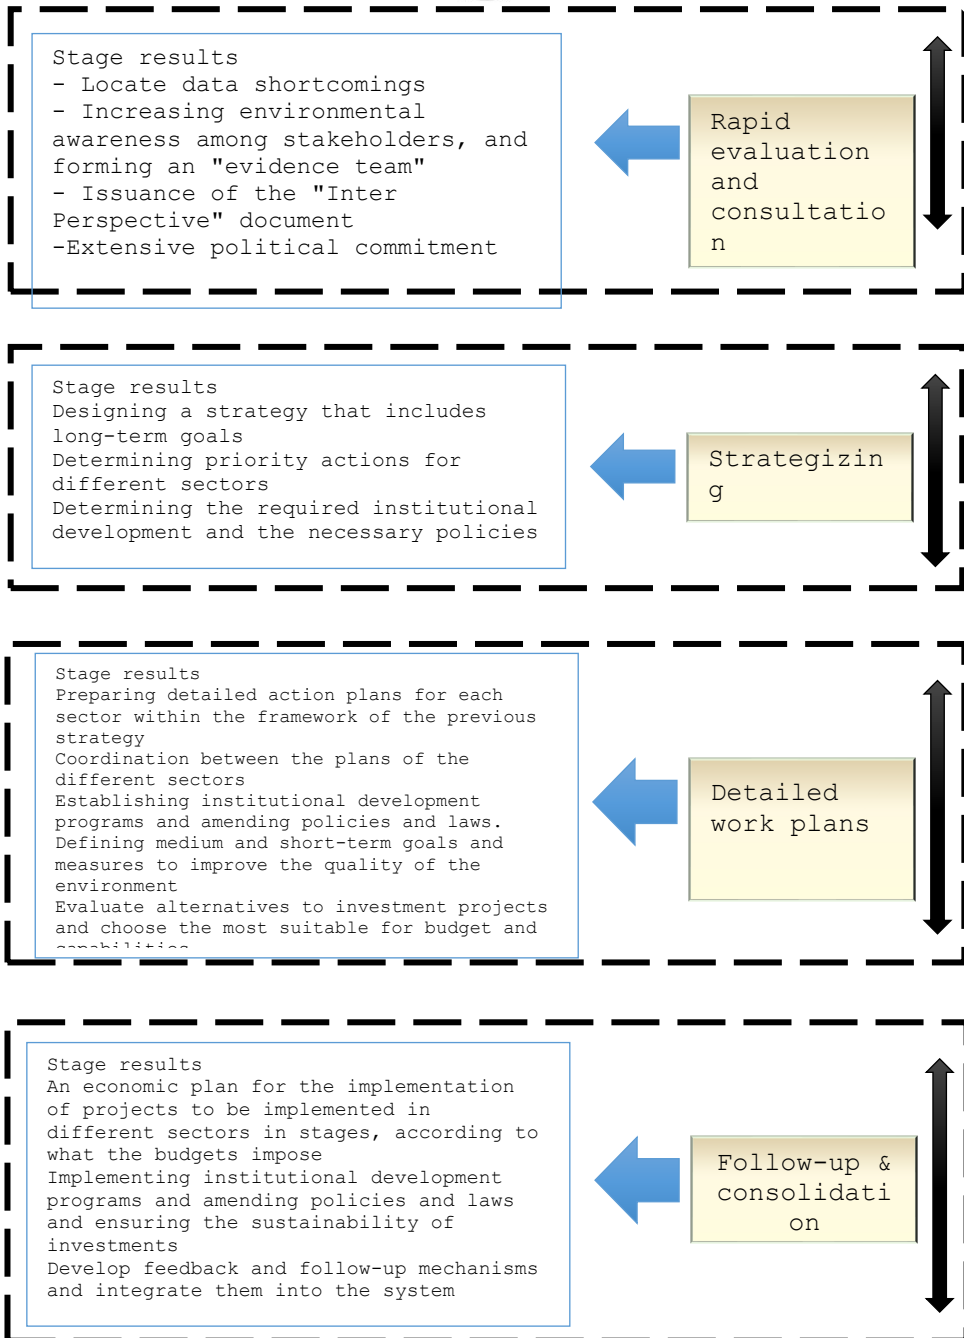 Stage results
- Locate data shortcomings
- Increasing environmental
awareness among stakeholders, and
forming an "evidence team"
- Issuance of the "Inter
Perspective" document
-Extensive political commitment
Rapid
evaluation
and
consultatio
n
Stage results
Designing a strategy that includes
long-term goals
Determining priority actions for
different sectors
Determining the required institutional
development and the necessary policies
Strategizin
g
Stage results
Preparing detailed action plans for each
sector within the framework of the previous
strategy
Coordination between the plans of the
different sectors
Establishing institutional development
programs and amending policies and laws.
Defining medium and short-term goals and
measures to improve the quality of the
environment
Evaluate alternatives to investment projects
and choose the most suitable for budget and
capabilities
Detailed
work plans
Stage results
An economic plan for the implementation
of projects to be implemented in
different sectors in stages, according to
what the budgets impose
Implementing institutional development
programs and amending policies and laws
and ensuring the sustainability of
investments
Develop feedback and follow-up mechanisms
and integrate them into the system
Follow-up &
consolidati
on